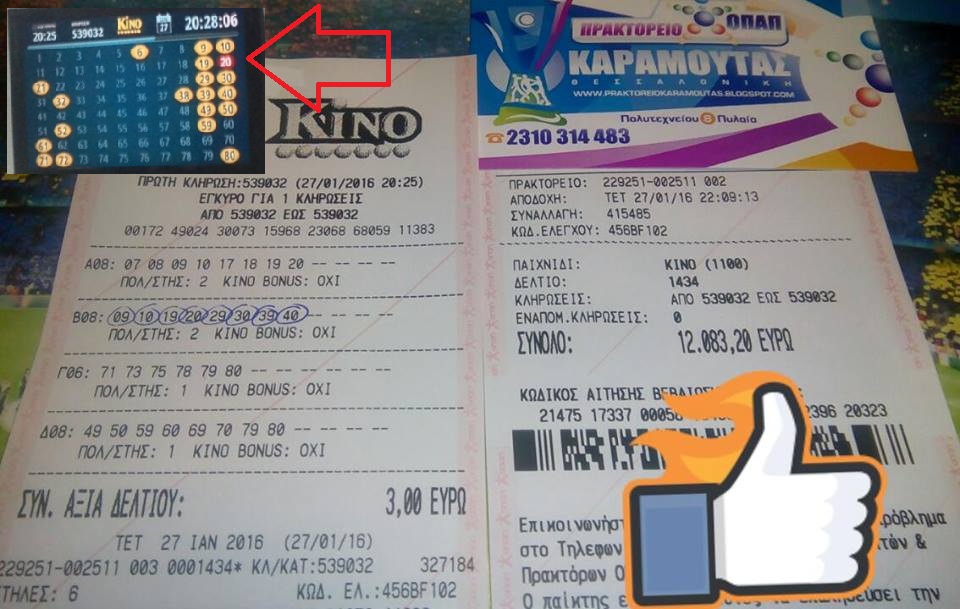 20:25
539032
KINO
27
20:28:06
1 2 3 4 5 6 7 8 9 10
11 12 13 14 15 16 17 18 19 20
21 22 23 24 25 26 27 28 29 30
31 32 33 34 35 36 37 38 39 40
41 42 43 44 45 46 47 48 49 50
51 52 53 54 55 56 57 58 59 60
61 62 63 64 65 66 67 68 69 70
71 72 73 74 75 76 77 78 79 80
ΠΡΑΚΤΟΡΕΙΟ ΟΠΑΠ
ΚΑΡΑΜΟΥΤΑΣ
ΘΕΣΣΑΛΟΝΙΚΗ
WWW.PRAKTOREIOKARAMOUTAS.BLOGSPOT.COM
Πολυτεχνείου 5 Πυλαία
☎2310 314 483
KINO
ΠΡΩΤΗ ΚΛΗΡΩΣΗ:539032 (27/01/2016 20:25)
ΕΓΚΥΡΟ ΓΙΑ 1 ΚΛΗΡΩΣΕΙΣ
ΑΠΟ 539032 ΕΩΣ 539032
00172 49024 30073 15968 23068 68059 11383
Α08: 07 08 09 10 17 18 19 20 -- -- -- --
ΠΟΛ/ΣΤΗΣ: 2 KINO BONUS: ΟΧΙ
Β08: 09 10 19 20 29 30 39 40 -- -- -- --
ΠΟΛ/ΣΤΗΣ: 2 KINO BONUS: ΟΧΙ
Γ06: 71 73 75 78 79 80 -- -- -- -- -- --
ΠΟΛ/ΣΤΗΣ: 1 KINO BONUS: ΟΧΙ
Δ08: 49 50 59 60 69 70 79 80 -- -- -- --
ΠΟΛ/ΣΤΗΣ: 1 KINO BONUS: ΟΧΙ
ΣΥΝ. ΑΞΙΑ ΔΕΛΤΙΟΥ: 3,00 ΕΥΡΩ
ΤΕΤ 27 ΙΑΝ 2016 (27/01/16)
229251-002511 003 0001434* ΚΛ/ΚΑΤ:539032 327184
ΣΤΗΛΕΣ: 6 ΚΩΔ. ΕΛ.:456BF102
ΠΡΑΚΤΟΡΕΙΟ: 229251-002511 002
ΑΠΟΔΟΧΗ: ΤΕΤ 27/01/16 22:09:13
ΣΥΝΑΛΛΑΓΗ: 415485
ΚΩΔ.ΕΛΕΓΧΟΥ: 456BF102
ΠΑΙΧΝΙΔΙ: KINO (1100)
ΔΕΛΤΙΟ: 1434
ΚΛΗΡΩΣΕΙΣ: ΑΠΟ 539032 ΕΩΣ 539032
ΕΝΑΠΟΜ.ΚΛΗΡΩΣΕΙΣ: 0
ΣΥΝΟΛΟ: 12.083,20 ΕΥΡΩ
ΚΩΔΙΚΟΣ ΑΙΤΗΣΗΣ
21475 17337 20323
στο
Πρακτόρων
Ο παίκτης
την